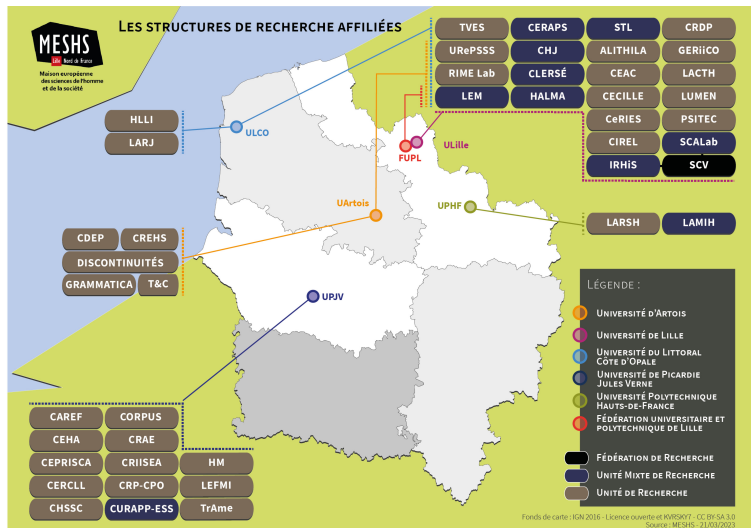 Les structures de recherche affiliées
MESHS
Lille Nord de France
Maison européenne
des sciences de l'homme
et de la société
TVES CERAPS STL CRDP
URePSSS CHJ ALITHILA GERiiCO
RIME Lab CLERSÉ CEAC LACTH
LEM HALMA CECILLE LUMEN
CeRIES PSITEC
CIREL SCALab
IRHiS SCV
HLLI
LARJ
ULCO
FUPL
ULille
UArtois
UPHF
LARSH LAMIH
CDEP CREHS
DISCONTINUITÉS
GRAMMATICA T&C
UPJV
CAREF CORPUS
CEHA CRAE
CEPRISCA CRIISEA HM
CERCLL CRP-CPO LEFMI
CHSSC CURAPP-ESS TrAme
Légende :
Université d'Artois
Université de Lille
Université du Littoral
Côte d'Opale
Université de Picardie
Jules Verne
Université Polytechnique
Hauts-de-France
Fédération universitaire et
polytechnique de Lille
Fédération de Recherche
Unité Mixte de Recherche
Unité de Recherche
Fonds de carte : IGN 2016 - Licence ouverte et KVRSKY7 - CC BY-SA 3.0
Source : MESHS - 21/03/2023